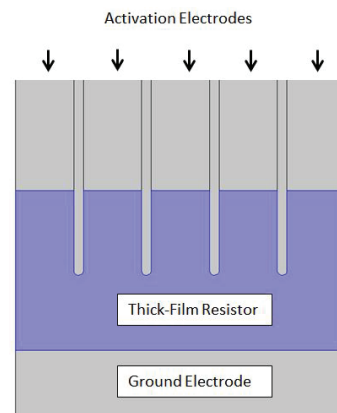 Activation Electrodes
Thick-Film Resistor
Ground Electrode